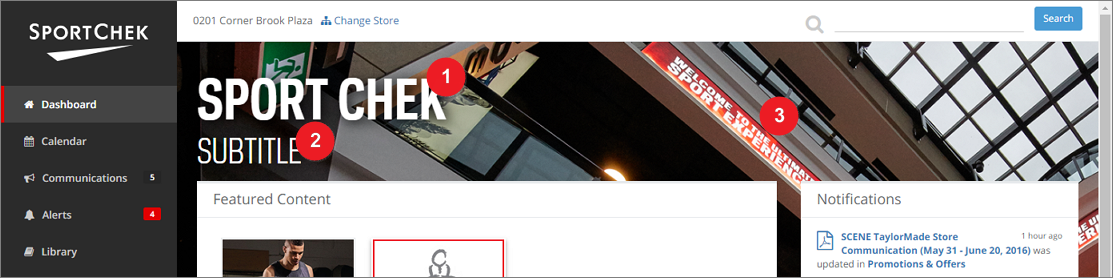 SPORTCHEK
0201 Corner Brook Plaza Change Store
Search
Dashboard
Calendar
Communications 5
Alerts 4
Library
SPORT CHEK
1
SUBTITLE
2
WELCOME TO THE ULTIMATE
SPORT EXPERIENCE
3
Featured Content
Notifications
SCENE TaylorMade Store 1 hour ago
Communication (May 31 - June 20, 2016) was
updated in Promotions & Offers